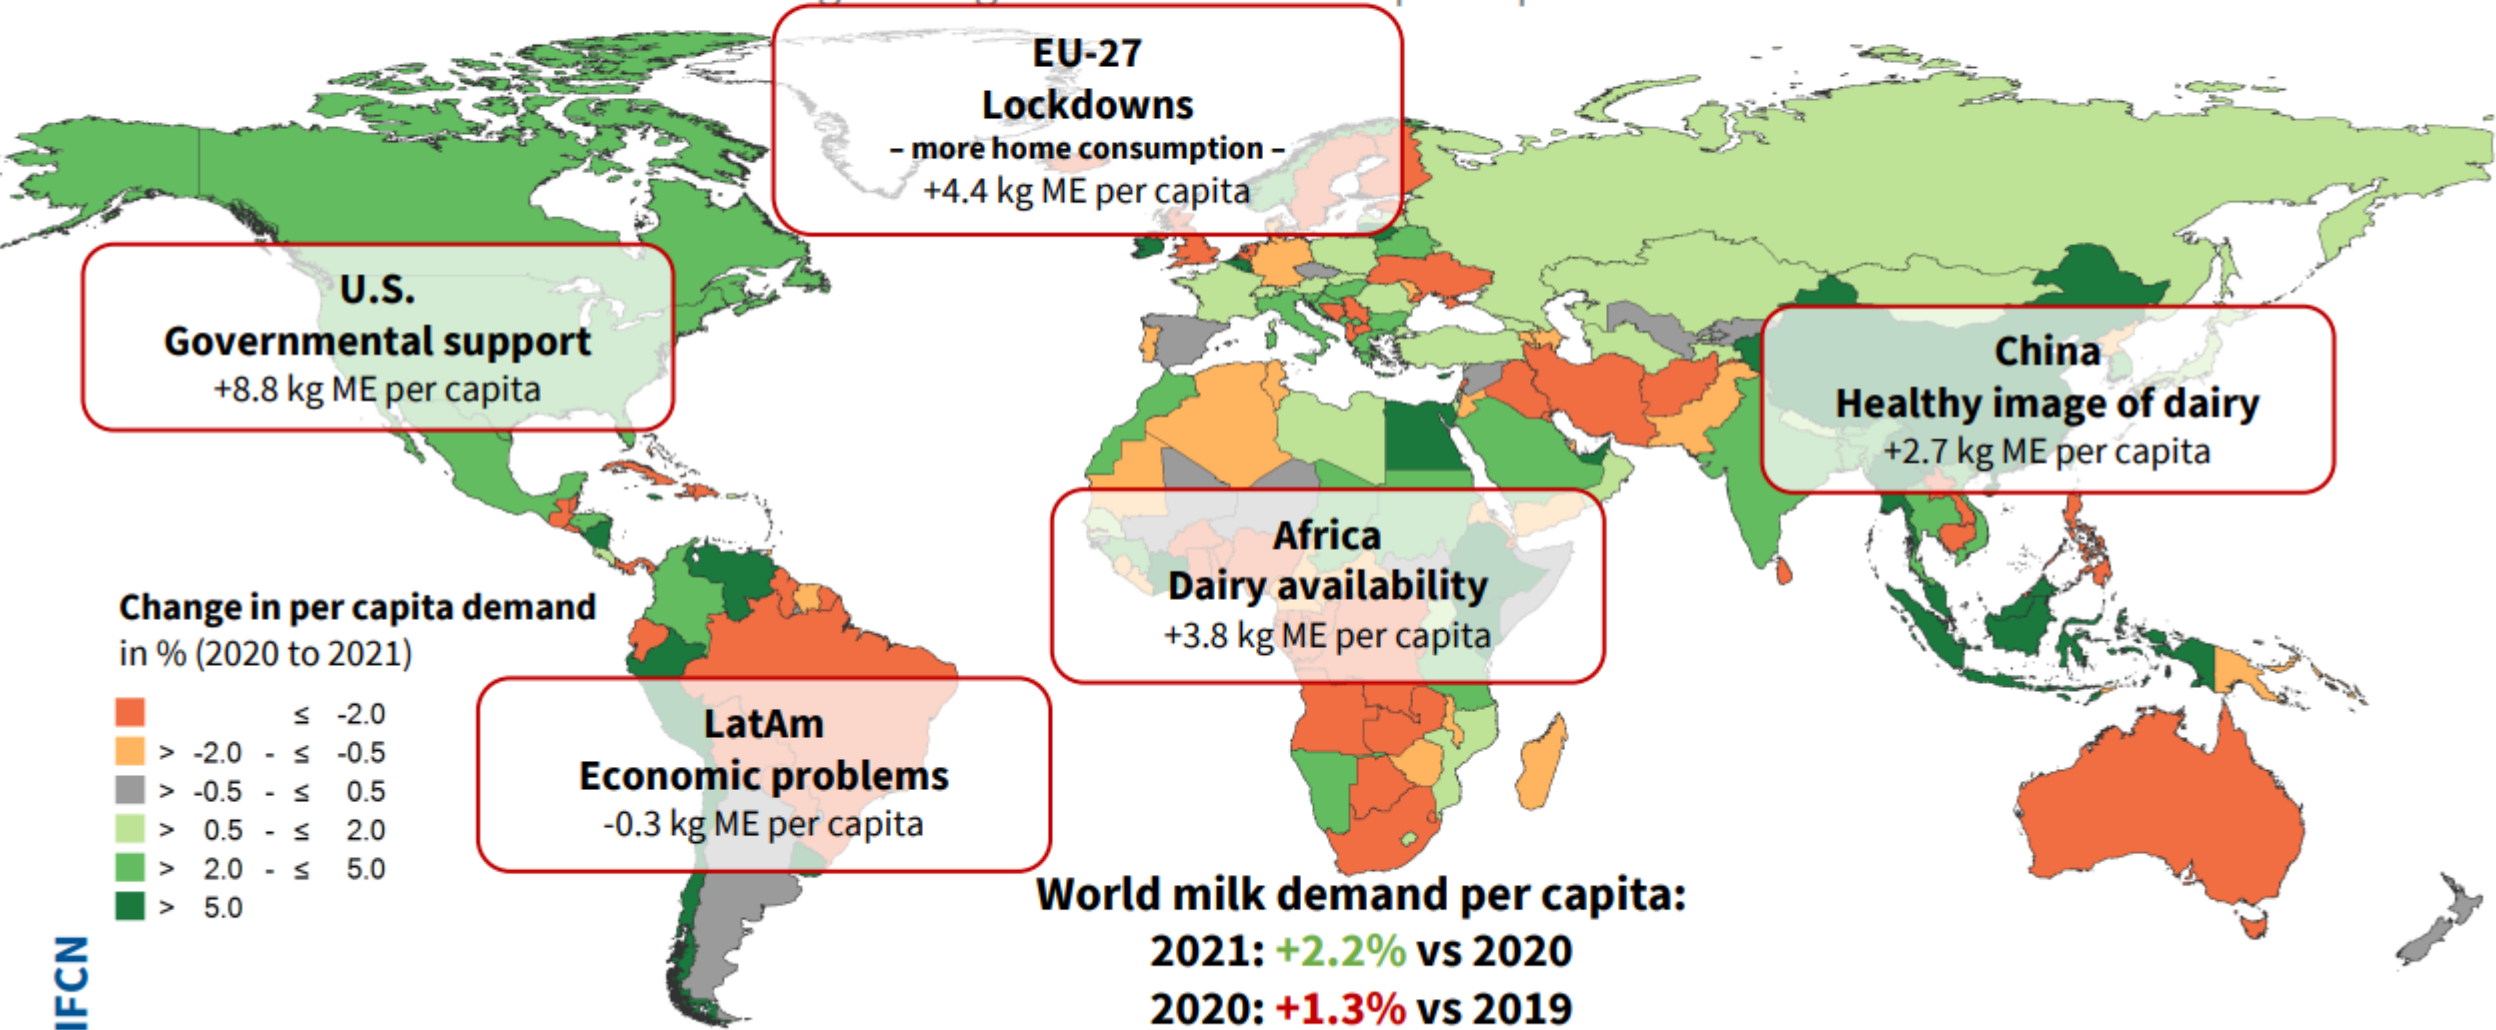 EU-27
Lockdowns
– more home consumption –
+4.4 kg ME per capita
U.S.
Governmental support
+8.8 kg ME per capita
China
Healthy image of dairy
+2.7 kg ME per capita
Africa
Dairy availability
+3.8 kg ME per capita
LatAm
Economic problems
-0.3 kg ME per capita
Change in per capita demand
in % (2020 to 2021)
≤ -2.0
> -2.0 - ≤ -0.5
> -0.5 - ≤ 0.5
> 0.5 - ≤ 2.0
> 2.0 - ≤ 5.0
> 5.0
World milk demand per capita:
2021: +2.2% vs 2020
2020: +1.3% vs 2019
IFCN